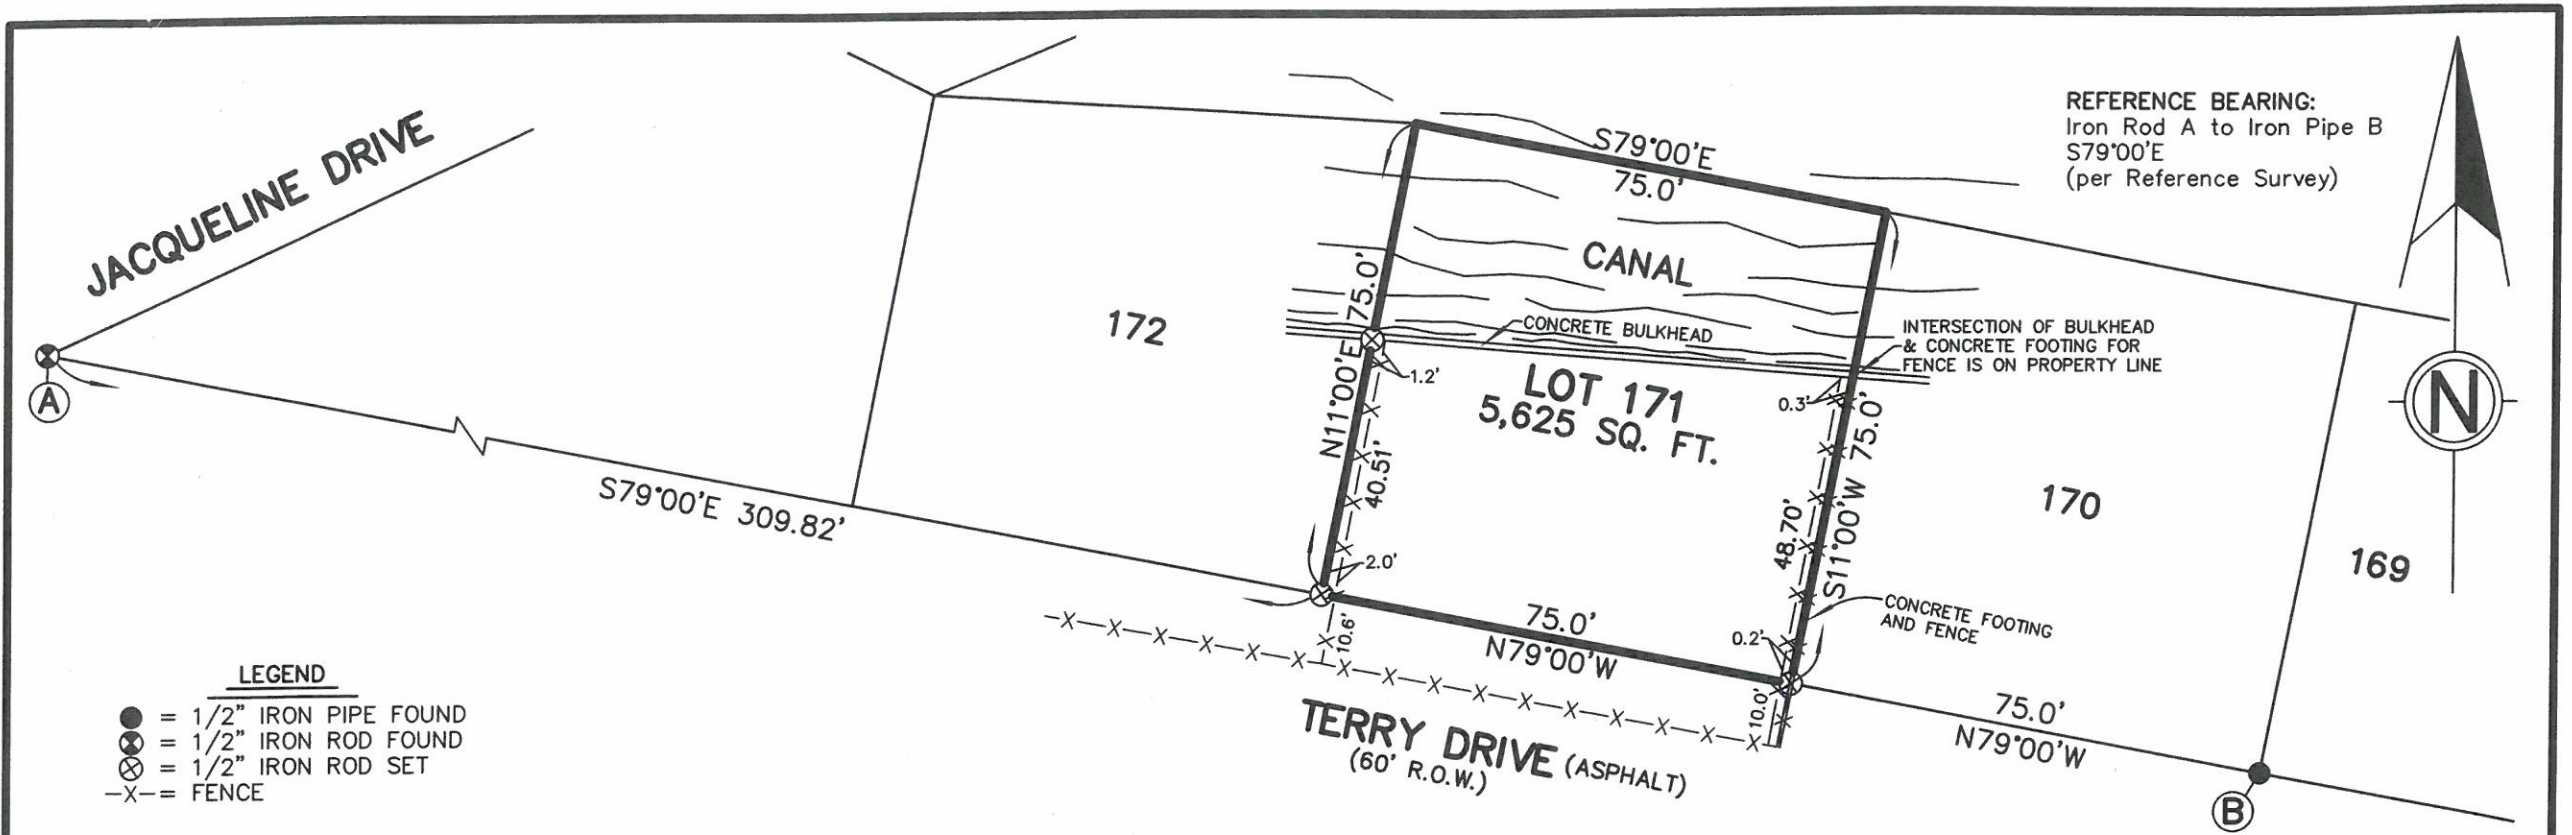 JACQUELINE DRIVE
A
S79°00'E 309.82'
172
S79°00'E
75.0'
CANAL
CONCRETE BULKHEAD
N11°00'E 75.0'
1.2'
40.51'
2.0'
10.6'
LOT 171
5,625 SQ. FT.
0.3'
48.70'
S11°00'W 75.0'
0.2'
10.0'
75.0'
N79°00'W
INTERSECTION OF BULKHEAD
& CONCRETE FOOTING FOR
FENCE IS ON PROPERTY LINE
CONCRETE FOOTING
AND FENCE
170
169
75.0'
N79°00'W
B
TERRY DRIVE (ASPHALT)
(60' R.O.W.)
REFERENCE BEARING:
Iron Rod A to Iron Pipe B
S79°00'E
(per Reference Survey)
N
LEGEND
= 1/2" IRON PIPE FOUND
= 1/2" IRON ROD FOUND
= 1/2" IRON ROD SET
—X—= FENCE